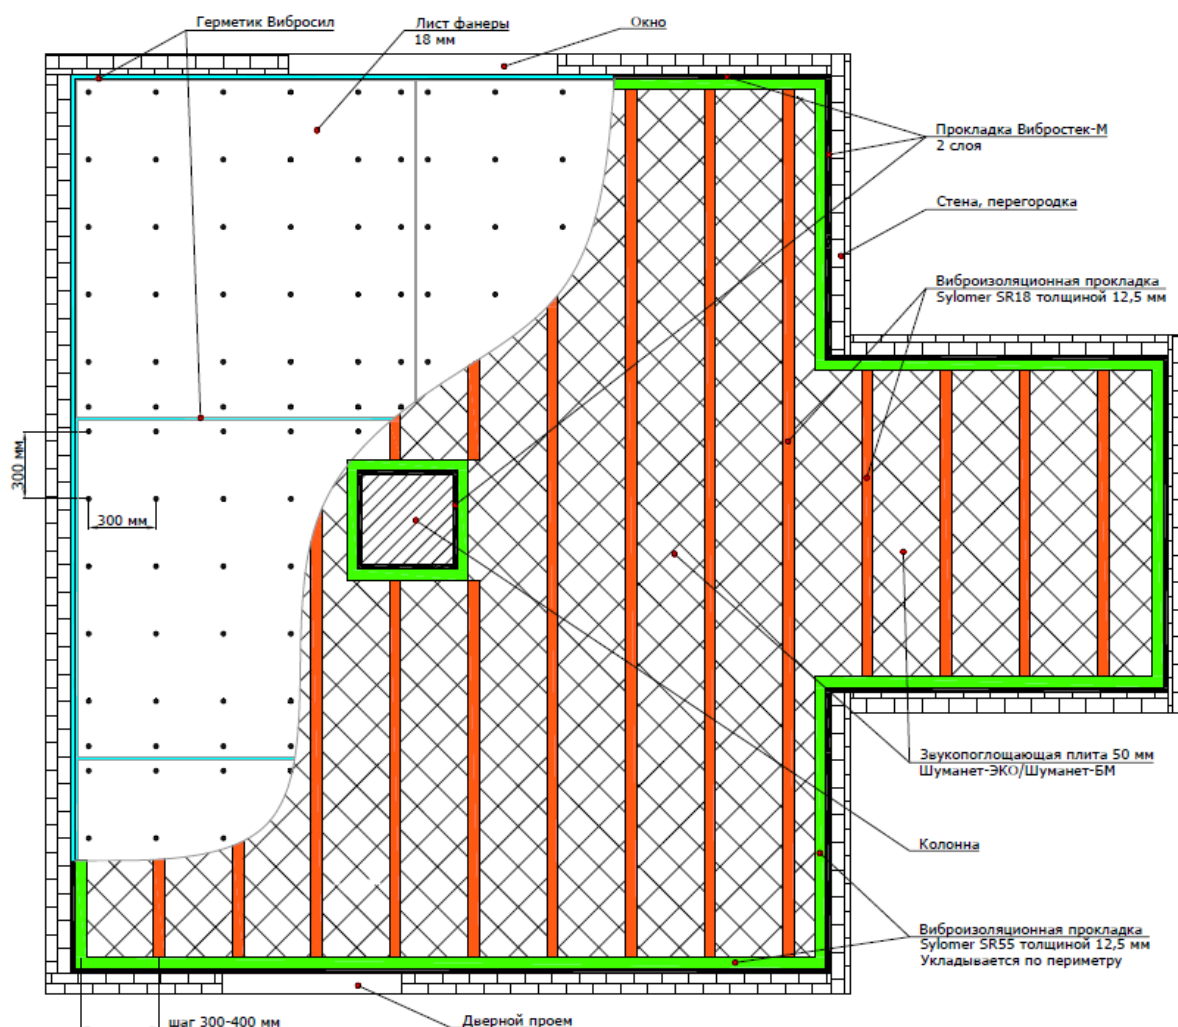 Герметик Вибросил
Лист фанеры
18 мм
Окно
Прокладка Вибростек-М
2 слоя
Стена, перегородка
Виброизоляционная прокладка
Sylomer SR18 толщиной 12,5 мм
300 мм
300 мм
Звукопоглощающая плита 50 мм
Шуманет-ЭКО/Шуманет-БМ
Колонна
Виброизоляционная прокладка
Sylomer SR55 толщиной 12,5 мм
Укладывается по периметру
шаг 300-400 мм
Дверной проем